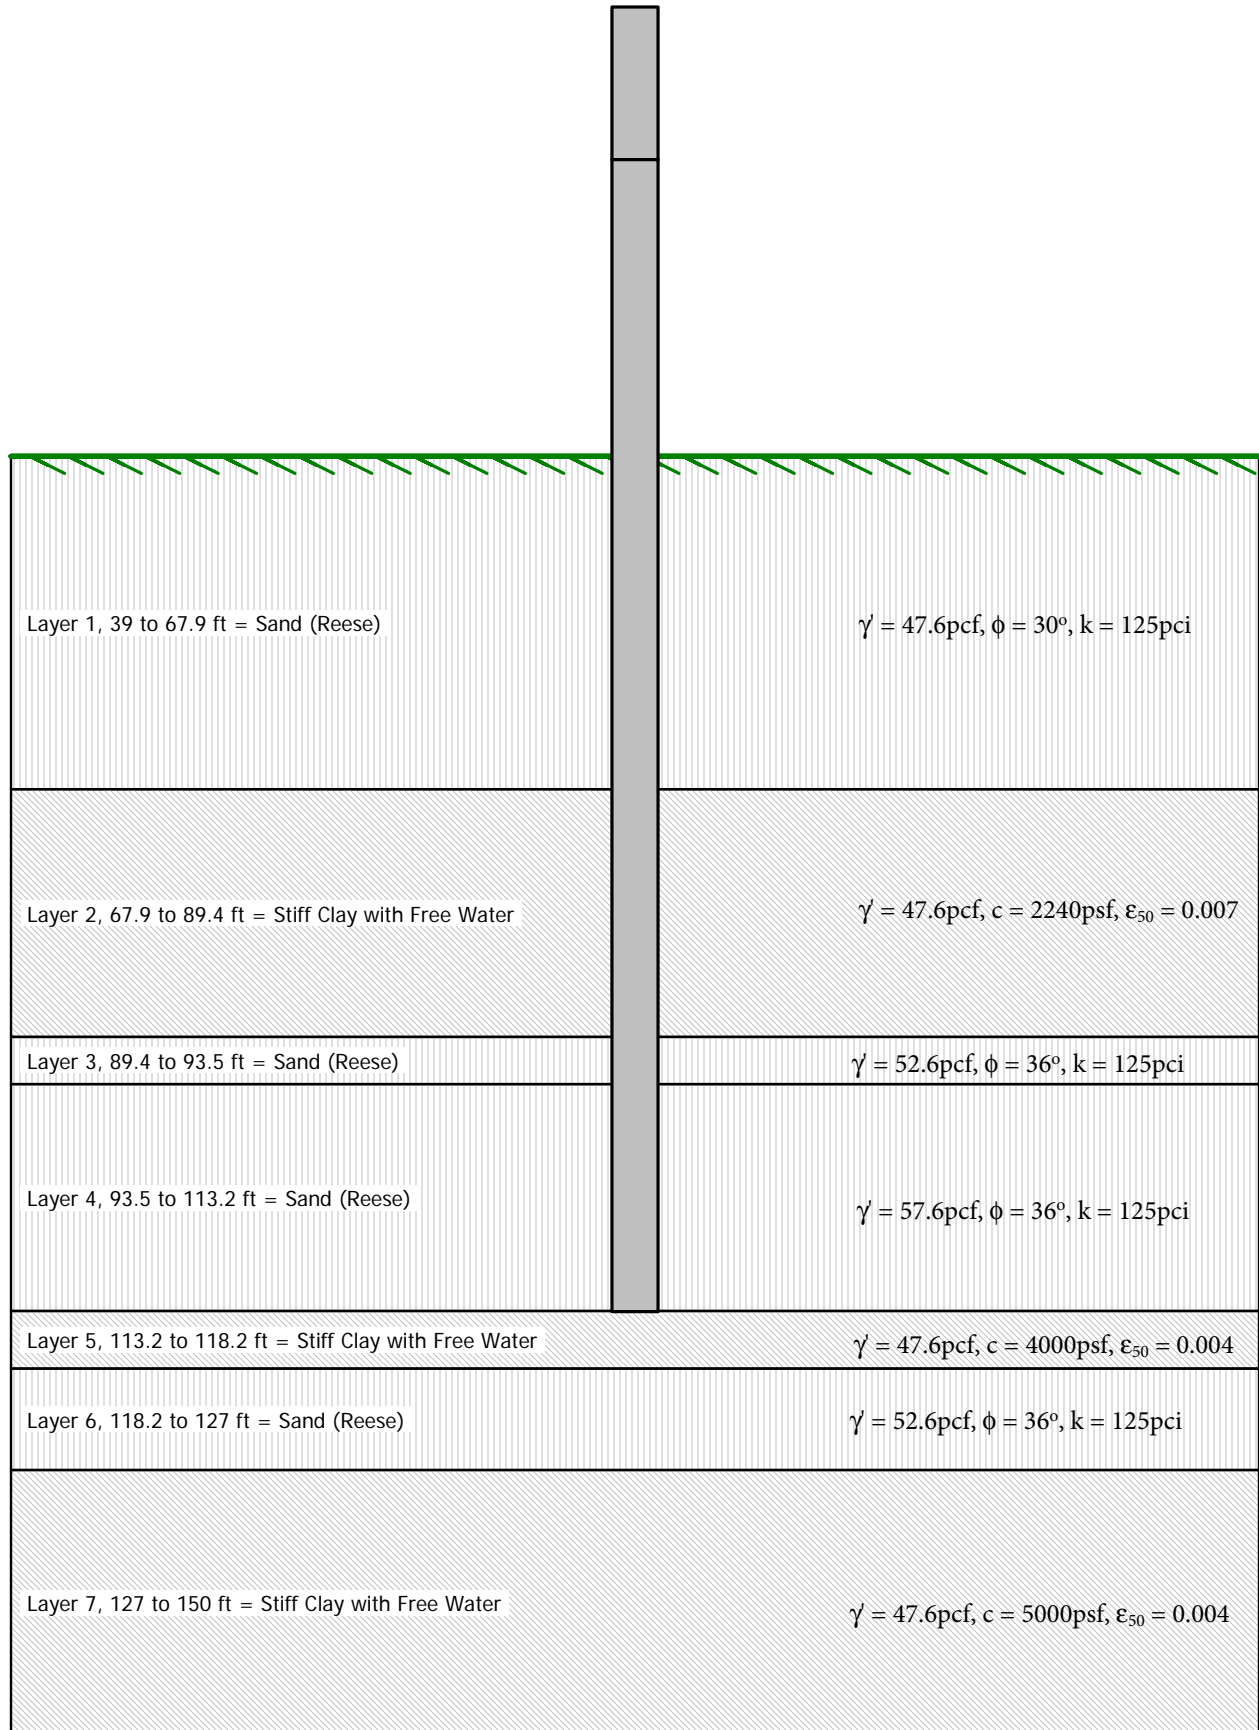 Layer 1, 39 to 67.9 ft = Sand (Reese)
γ' = 47.6pcf, ϕ = 30º, k = 125pci
Layer 2, 67.9 to 89.4 ft = Stiff Clay with Free Water
γ' = 47.6pcf, c = 2240psf, ε₅₀ = 0.007
Layer 3, 89.4 to 93.5 ft = Sand (Reese)
γ' = 52.6pcf, ϕ = 36º, k = 125pci
Layer 4, 93.5 to 113.2 ft = Sand (Reese)
γ' = 57.6pcf, ϕ = 36º, k = 125pci
Layer 5, 113.2 to 118.2 ft = Stiff Clay with Free Water
γ' = 47.6pcf, c = 4000psf, ε₅₀ = 0.004
Layer 6, 118.2 to 127 ft = Sand (Reese)
γ' = 52.6pcf, ϕ = 36º, k = 125pci
Layer 7, 127 to 150 ft = Stiff Clay with Free Water
γ' = 47.6pcf, c = 5000psf, ε₅₀ = 0.004